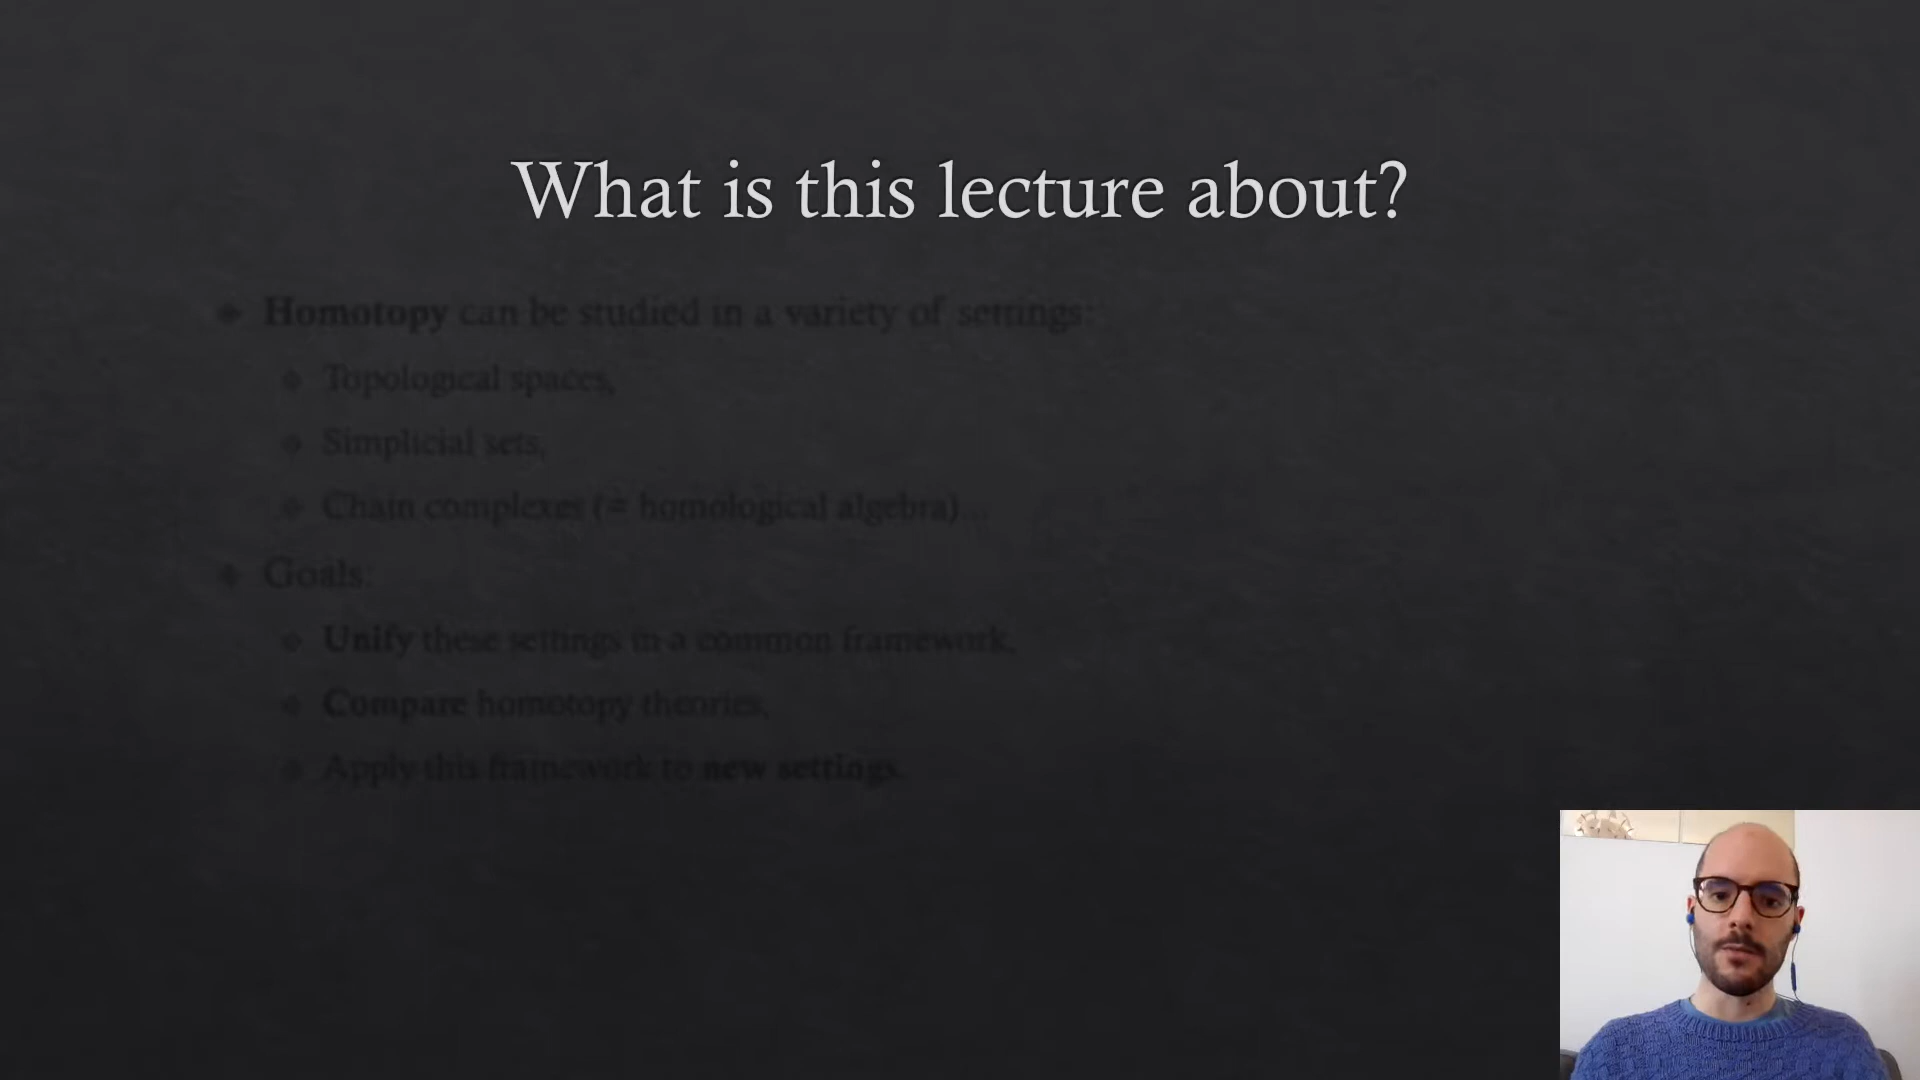 What is this lecture about?
Homotopy can be studied in a variety of settings:
Topological spaces,
Simplicial sets,
Chain complexes (= homological algebra)…
Goals:
Unify these settings in a common framework,
Compare homotopy theories,
Apply this framework to new settings.